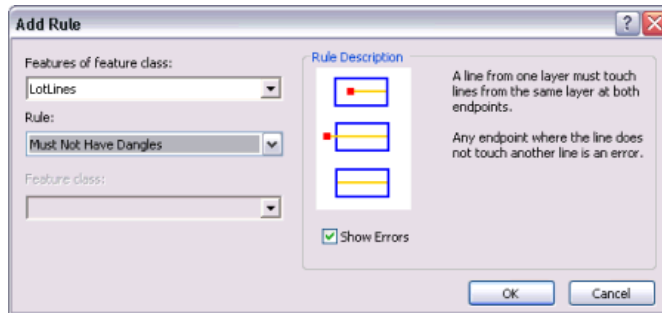 Add Rule
Features of feature class:
LotLines
Rule:
Must Not Have Dangles
Feature class:
Rule Description
A line from one layer must touch
lines from the same layer at both
endpoints.
Any endpoint where the line does
not touch another line is an error.
Show Errors
OK
Cancel